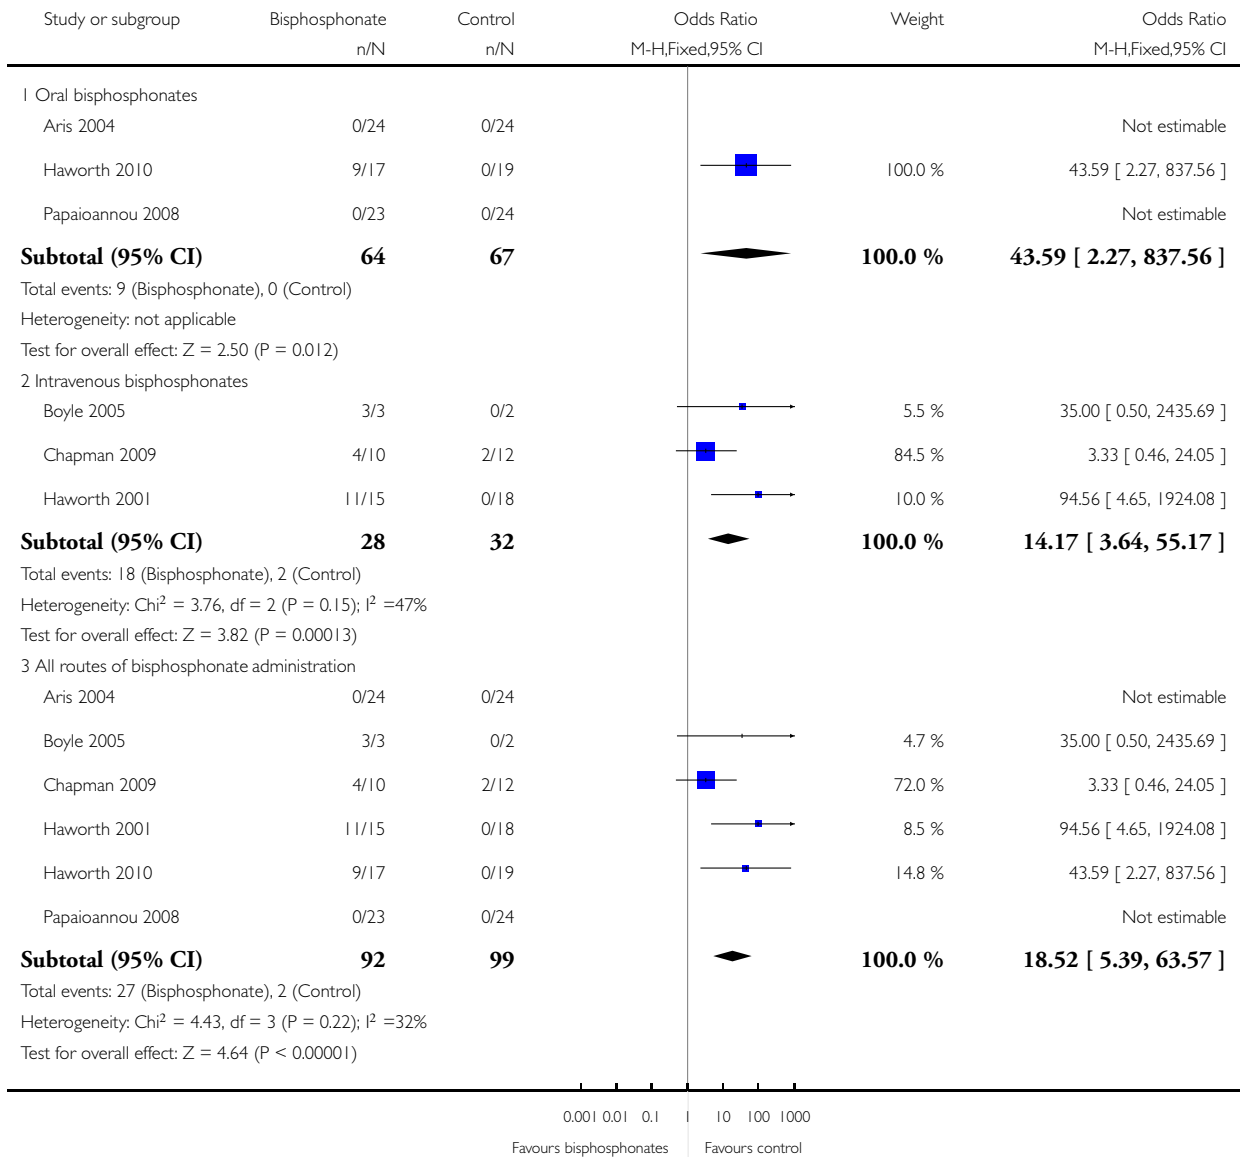 Study or subgroup Bisphosphonate Control Odds Ratio Weight Odds Ratio
n/N n/N M-H,Fixed,95% CI M-H,Fixed,95% CI
1 Oral bisphosphonates
Aris 2004 0/24 0/24 Not estimable
Haworth 2010 9/17 0/19 100.0 % 43.59 [ 2.27, 837.56 ]
Papaioannou 2008 0/23 0/24 Not estimable
Subtotal (95% CI) 64 67 100.0 % 43.59 [ 2.27, 837.56 ]
Total events: 9 (Bisphosphonate), 0 (Control)
Heterogeneity: not applicable
Test for overall effect: Z = 2.50 (P = 0.012)
2 Intravenous bisphosphonates
Boyle 2005 3/3 0/2 5.5 % 35.00 [ 0.50, 2435.69 ]
Chapman 2009 4/10 2/12 84.5 % 3.33 [ 0.46, 24.05 ]
Haworth 2001 11/15 0/18 10.0 % 94.56 [ 4.65, 1924.08 ]
Subtotal (95% CI) 28 32 100.0 % 14.17 [ 3.64, 55.17 ]
Total events: 18 (Bisphosphonate), 2 (Control)
Heterogeneity: Chi² = 3.76, df = 2 (P = 0.15); I² =47%
Test for overall effect: Z = 3.82 (P = 0.00013)
3 All routes of bisphosphonate administration
Aris 2004 0/24 0/24 Not estimable
Boyle 2005 3/3 0/2 4.7 % 35.00 [ 0.50, 2435.69 ]
Chapman 2009 4/10 2/12 72.0 % 3.33 [ 0.46, 24.05 ]
Haworth 2001 11/15 0/18 8.5 % 94.56 [ 4.65, 1924.08 ]
Haworth 2010 9/17 0/19 14.8 % 43.59 [ 2.27, 837.56 ]
Papaioannou 2008 0/23 0/24 Not estimable
Subtotal (95% CI) 92 99 100.0 % 18.52 [ 5.39, 63.57 ]
Total events: 27 (Bisphosphonate), 2 (Control)
Heterogeneity: Chi² = 4.43, df = 3 (P = 0.22); I² =32%
Test for overall effect: Z = 4.64 (P < 0.00001)
0.001 0.01 0.1 1 10 100 1000
Favours bisphosphonates Favours control